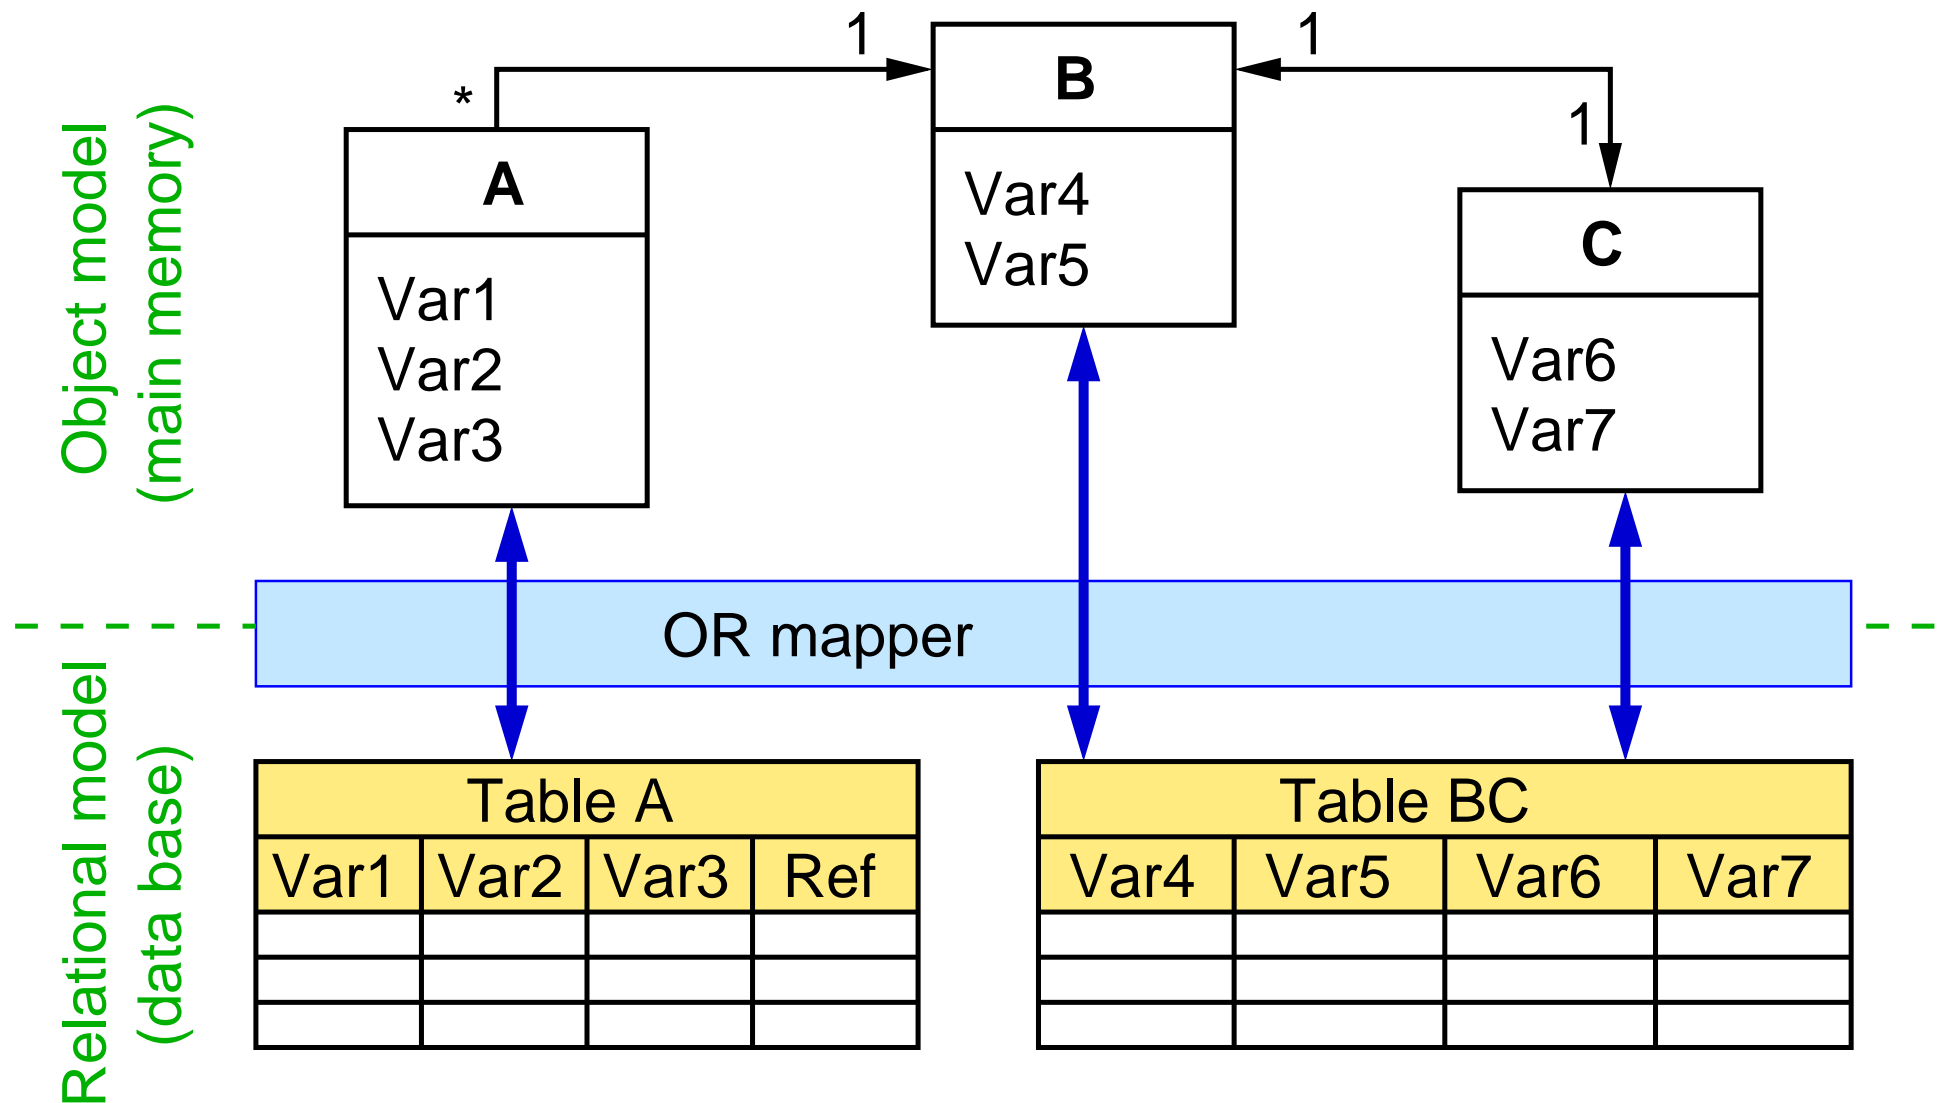 Object model
(main memory)
*
1
1
1
A
Var1
Var2
Var3
B
Var4
Var5
C
Var6
Var7
OR mapper
Relational model
(data base)
Table A
Var1 Var2 Var3 Ref
Table BC
Var4 Var5 Var6 Var7